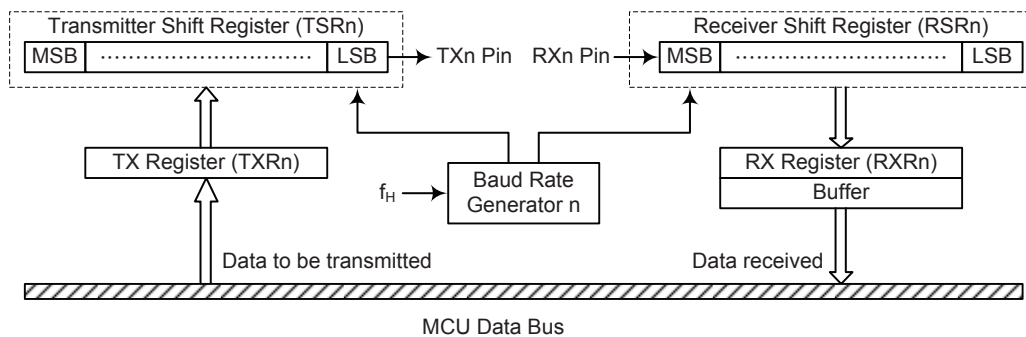 Transmitter Shift Register (TSRn)
MSB ................................ LSB
TXn Pin
RXn Pin
Receiver Shift Register (RSRn)
MSB ................................ LSB
TX Register (TXRn)
fH
Baud Rate
Generator n
RX Register (RXRn)
Buffer
Data to be transmitted
Data received
MCU Data Bus